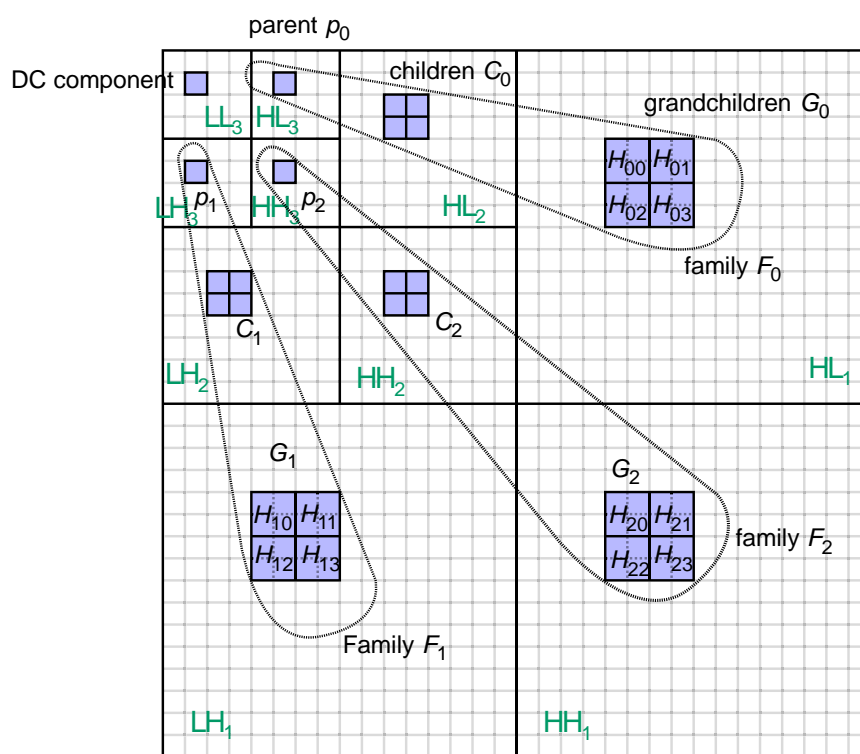 parent p₀
DC component
children C₀
grandchildren G₀
LL₃ HL₃
H₀₀ H₀₁
LH₃ p₁ HH₃ p₂ HL₂
H₀₂ H₀₃
family F₀
C₁ C₂
LH₂ HH₂ HL₁
G₁ G₂
H₁₀ H₁₁ H₂₀ H₂₁
family F₂
H₁₂ H₁₃ H₂₂ H₂₃
Family F₁
LH₁ HH₁